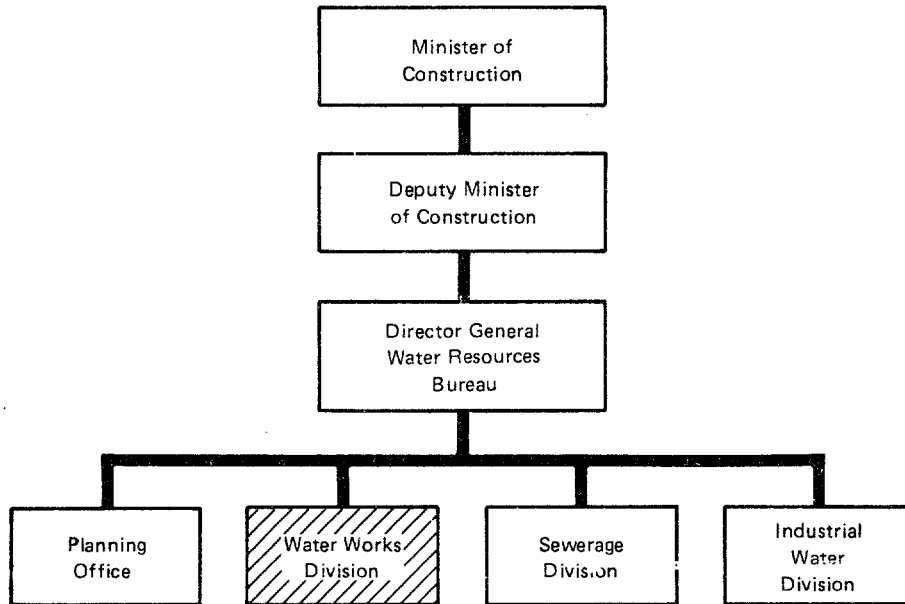 Minister of
Construction
Deputy Minister
of Construction
Director General
Water Resources
Bureau
Planning
Office
Water Works
Division
Sewerage
Division
Industrial
Water
Division